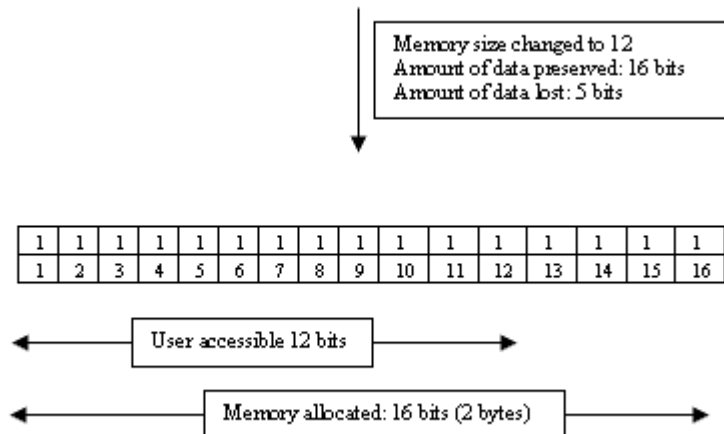 Memory size changed to 12
Amount of data preserved: 16 bits
Amount of data lost: 5 bits
1 1 1 1 1 1 1 1 1 1 1 1 1 1 1 1
1 2 3 4 5 6 7 8 9 10 11 12 13 14 15 16
User accessible 12 bits
Memory allocated: 16 bits (2 bytes)